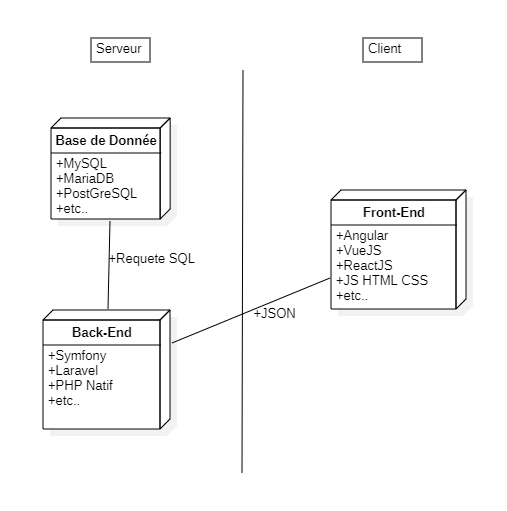 Serveur
Client
Base de Donnée
+MySQL
+MariaDB
+PostGreSQL
+etc..
Front-End
+Angular
+VueJS
+ReactJS
+JS HTML CSS
+etc..
+Requete SQL
+JSON
Back-End
+Symfony
+Laravel
+PHP Natif
+etc..